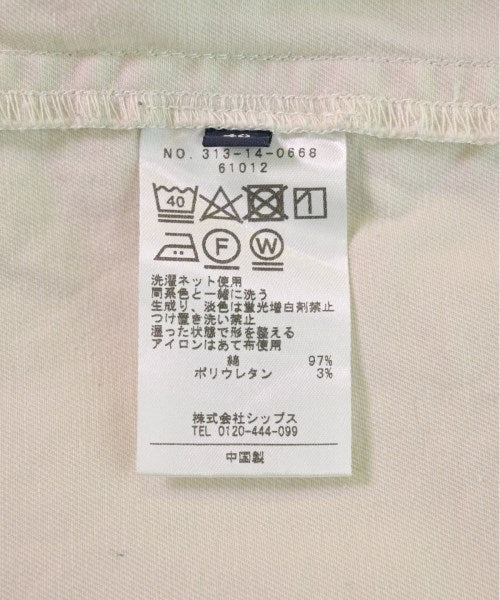 NO. 313-14-0668
61012
40
F W
洗濯ネット使用
同系色と一緒に洗う
生成り、淡色は蛍光増白剤禁止
つけ置き洗い禁止
湿った状態で形を整える
アイロンはあて布使用
綿 97%
ポリウレタン 3%
株式会社シップス
TEL 0120-444-099
中国製